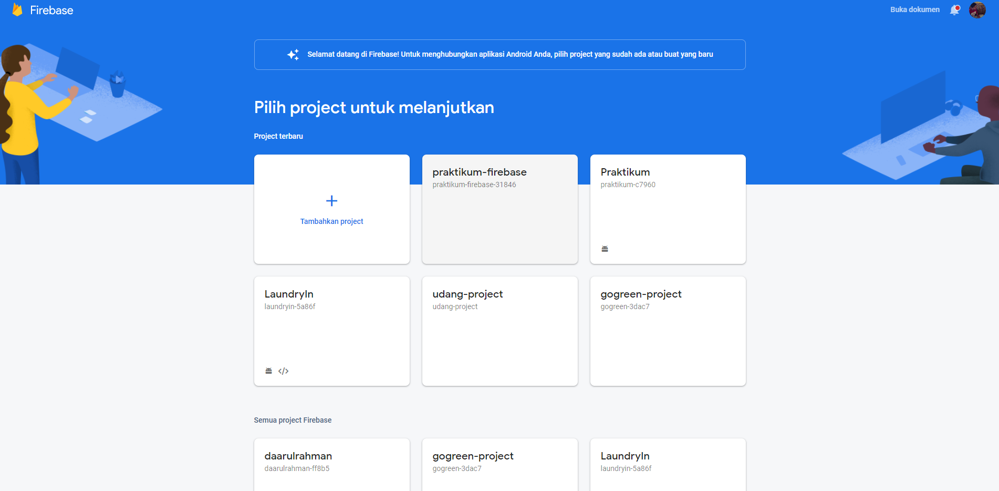 Firebase
Buka dokumen
Selamat datang di Firebase! Untuk menghubungkan aplikasi Android Anda, pilih project yang sudah ada atau buat yang baru
Pilih project untuk melanjutkan
Project terbaru
Tambahkan project
praktikum-firebase
praktikum-firebase-31846
Praktikum
praktikum-c7960
LaundryIn
laundryin-5a86f
udang-project
udang-project
gogreen-project
gogreen-3dac7
Semua project Firebase
daarulrahman
daarulrahman-ff8b5
gogreen-project
gogreen-3dac7
LaundryIn
laundryin-5a86f